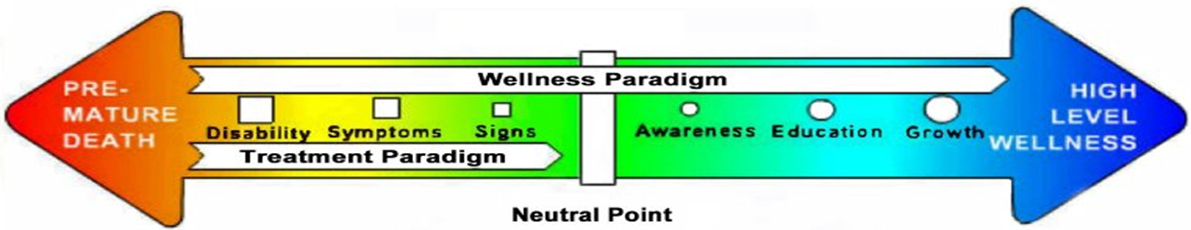 Wellness Paradigm
PRE-
MATURE
DEATH
HIGH
LEVEL
WELLNESS
Disability Symptoms Signs Awareness Education Growth
Treatment Paradigm
Neutral Point